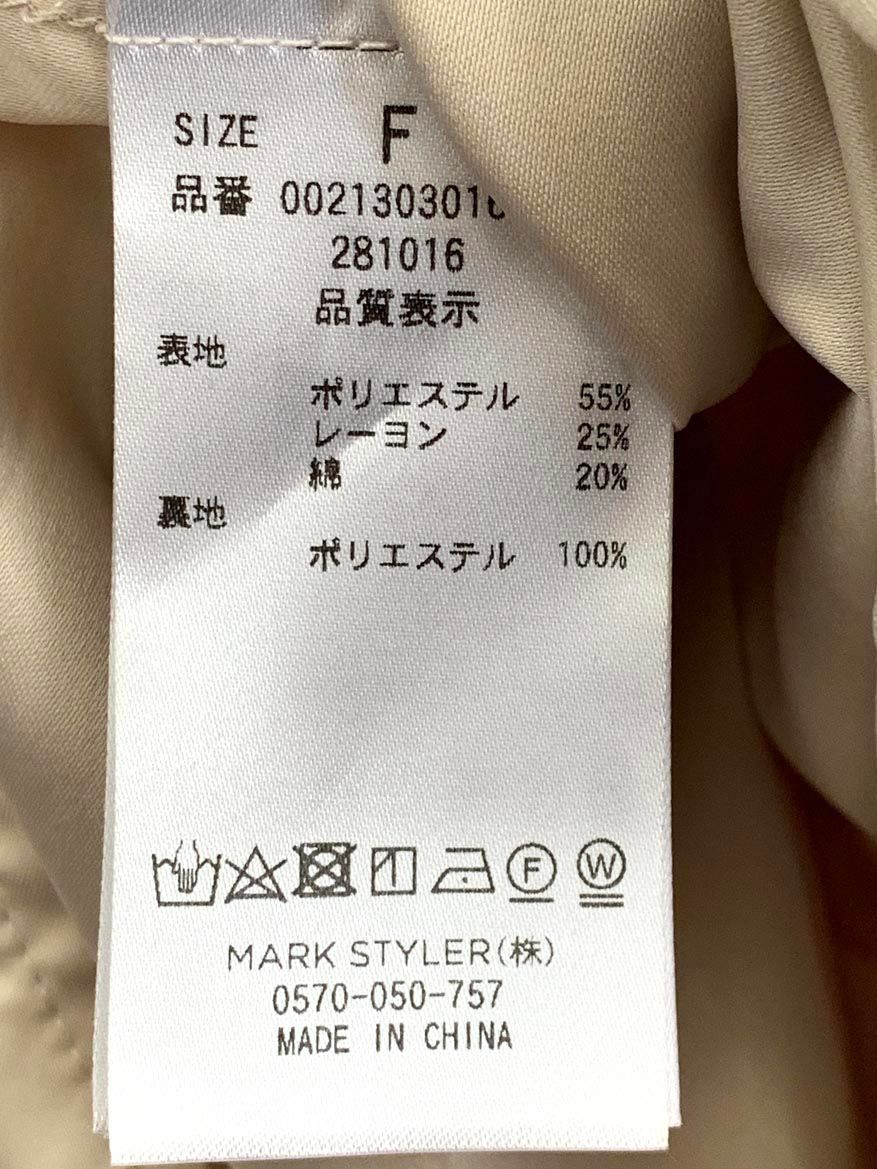 SIZE F
品番 002130301
281016
品質表示
表地
ポリエステル 55%
レーヨン 25%
綿 20%
裏地
ポリエステル 100%
F W
MARK STYLER(株)
0570-050-757
MADE IN CHINA